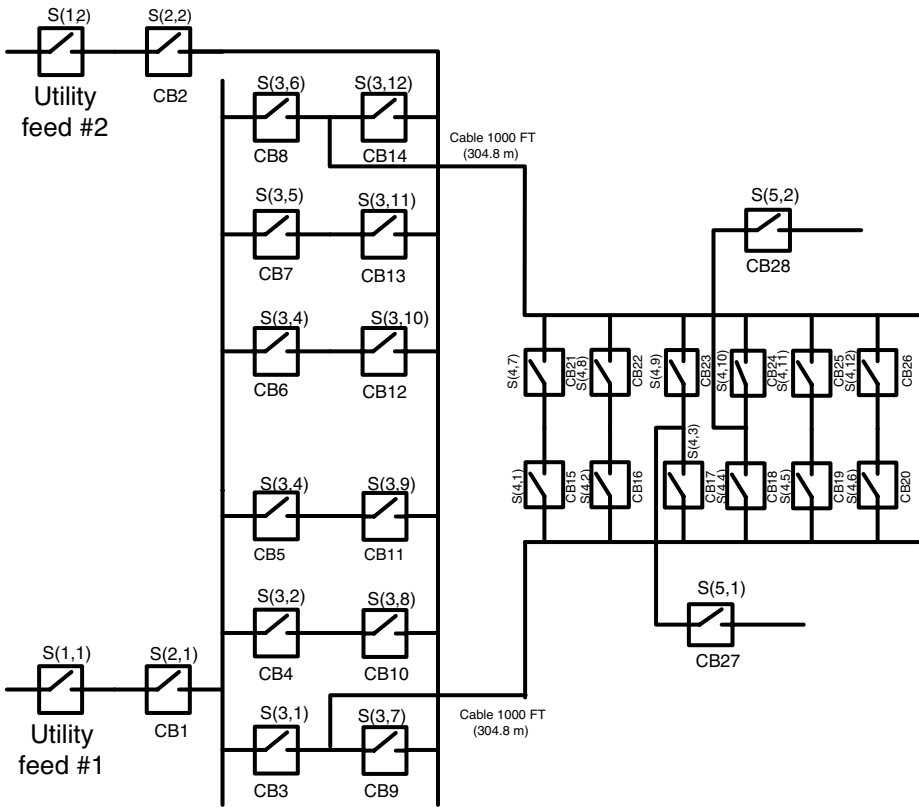 S(12)
S(2,2)
CB2
Utility
feed #2
S(3,6)
S(3,12)
CB8
CB14
Cable 1000 FT
(304.8 m)
S(3,5)
S(3,11)
CB7
CB13
S(5,2)
CB28
S(3,4)
S(3,10)
CB6
CB12
S(4,7)
CB21
S(4,8)
CB22
S(4,9)
CB23
S(4,10)
CB24
S(4,11)
CB25
S(4,12)
CB26
S(4,3)
S(4,1)
CB15
S(4,2)
CB16
CB17
S(4,4)
CB18
S(4,5)
CB19
S(4,6)
CB20
S(3,4)
S(3,9)
CB5
CB11
S(3,2)
S(3,8)
CB4
CB10
S(5,1)
CB27
S(1,1)
S(2,1)
CB1
Utility
feed #1
S(3,1)
S(3,7)
CB3
CB9
Cable 1000 FT
(304.8 m)